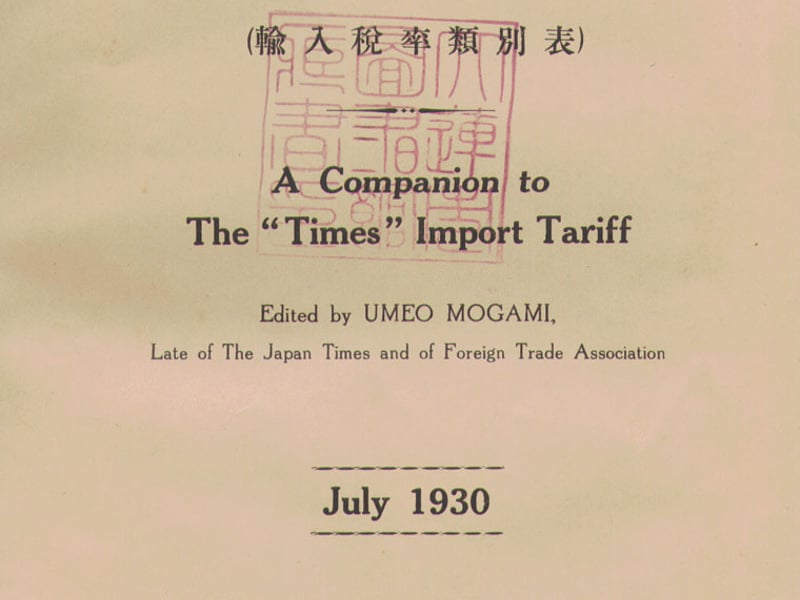 (輸入稅率類別表)
A Companion to
The “Times” Import Tariff
Edited by UMEO MOGAMI,
Late of The Japan Times and of Foreign Trade Association
July 1930